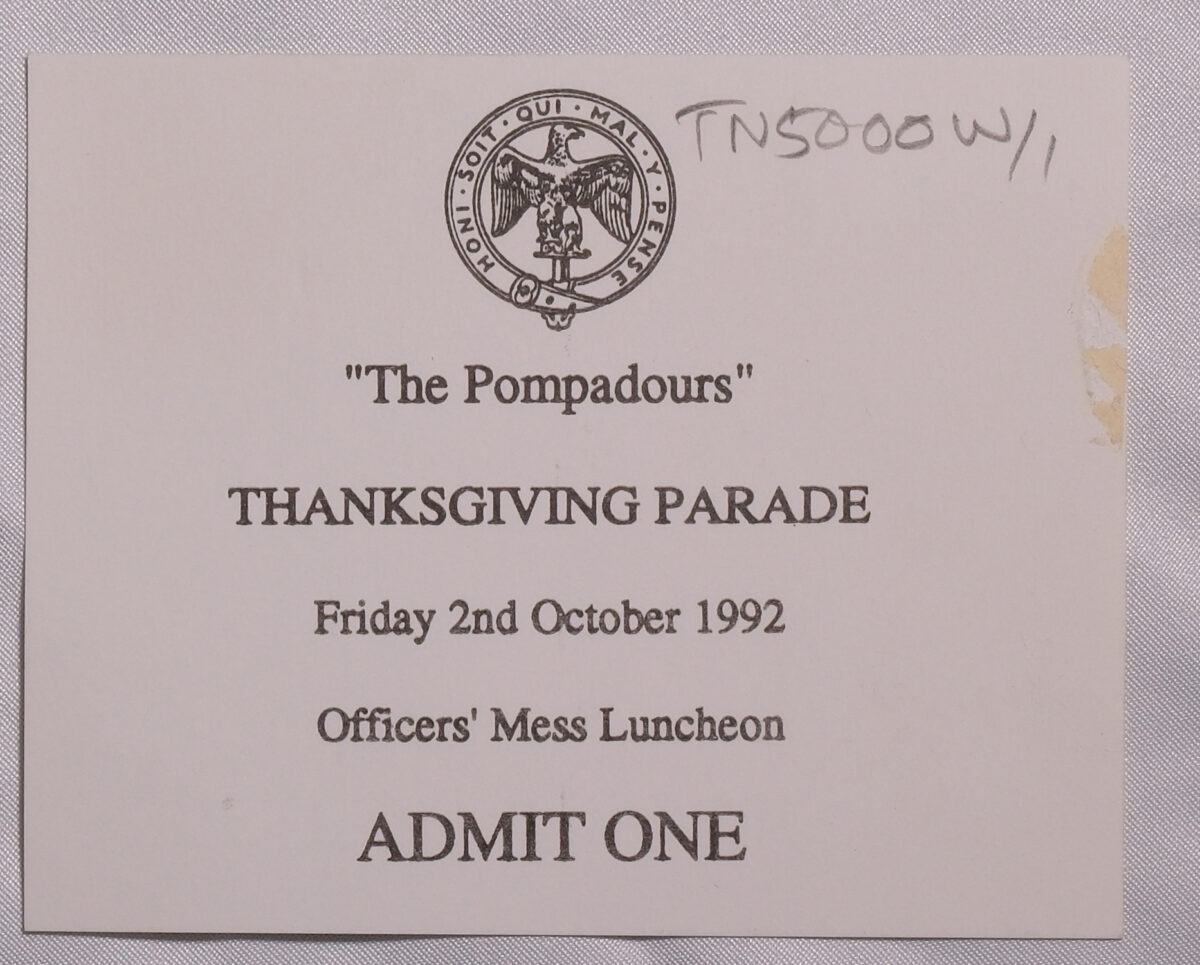 HONI · SOIT · QUI · MAL · Y · PENSE
TN5000W/1
"The Pompadours"
THANKSGIVING PARADE
Friday 2nd October 1992
Officers' Mess Luncheon
ADMIT ONE